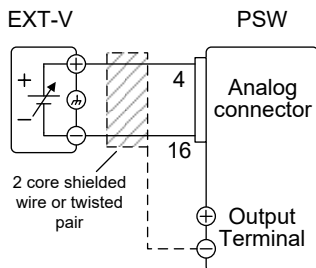 EXT-V
PSW
+
−
+
−
4
16
Analog
connector
2 core shielded
wire or twisted
pair
+
−
Output
Terminal